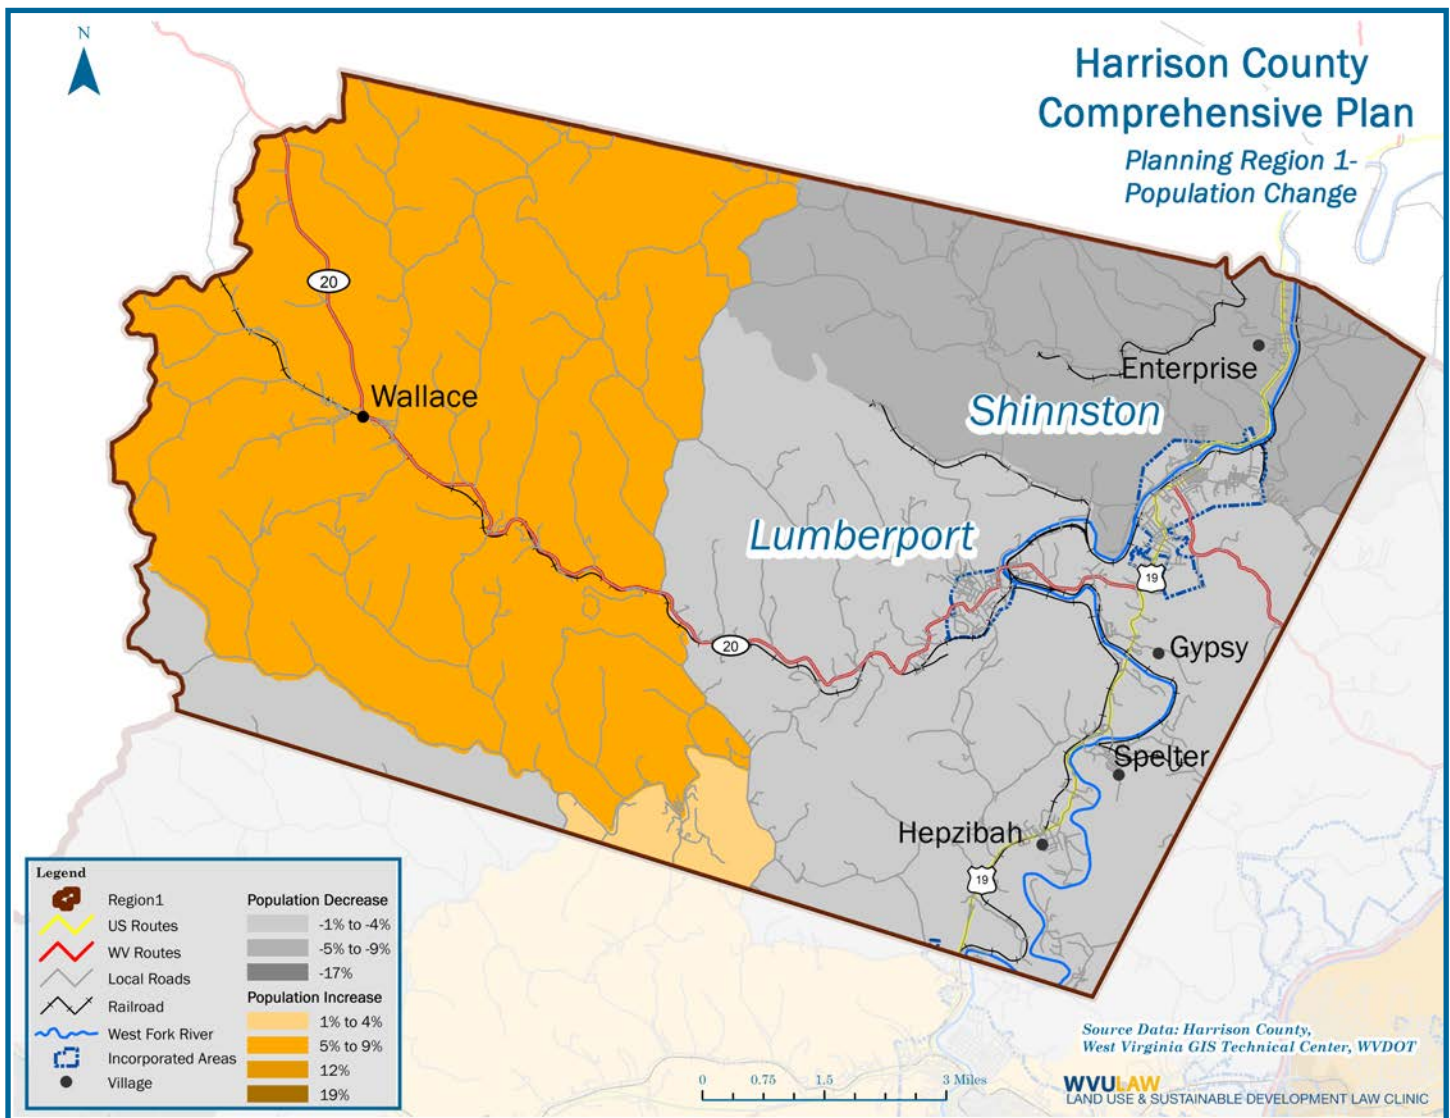 N
Harrison County
Comprehensive Plan
Planning Region 1-
Population Change
20
Wallace
Enterprise
Shinnston
Lumberport
19
20
Gypsy
Spelter
Hepzibah
19
Legend
Region1
US Routes
WV Routes
Local Roads
Railroad
West Fork River
Incorporated Areas
Village
Population Decrease
-1% to -4%
-5% to -9%
-17%
Population Increase
1% to 4%
5% to 9%
12%
19%
0 0.75 1.5 3 Miles
Source Data: Harrison County,
West Virginia GIS Technical Center, WVDOT
WVULAW
LAND USE & SUSTAINABLE DEVELOPMENT LAW CLINIC